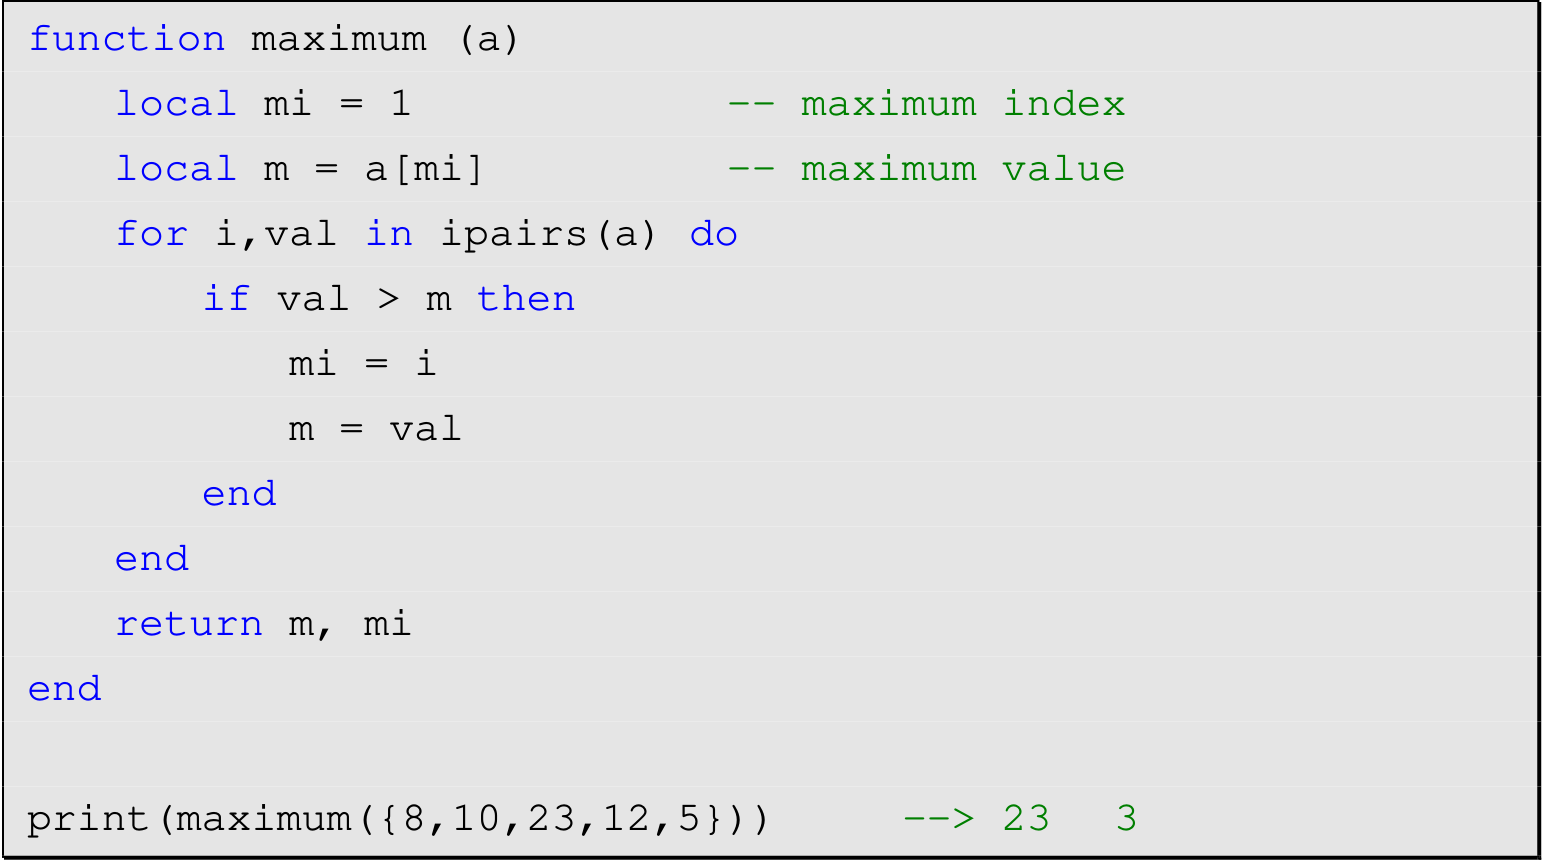 function maximum (a)
    local mi = 1             -- maximum index
    local m = a[mi]          -- maximum value
    for i,val in ipairs(a) do
        if val > m then
            mi = i
            m = val
        end
    end
    return m, mi
end

print(maximum({8,10,23,12,5}))     --> 23   3